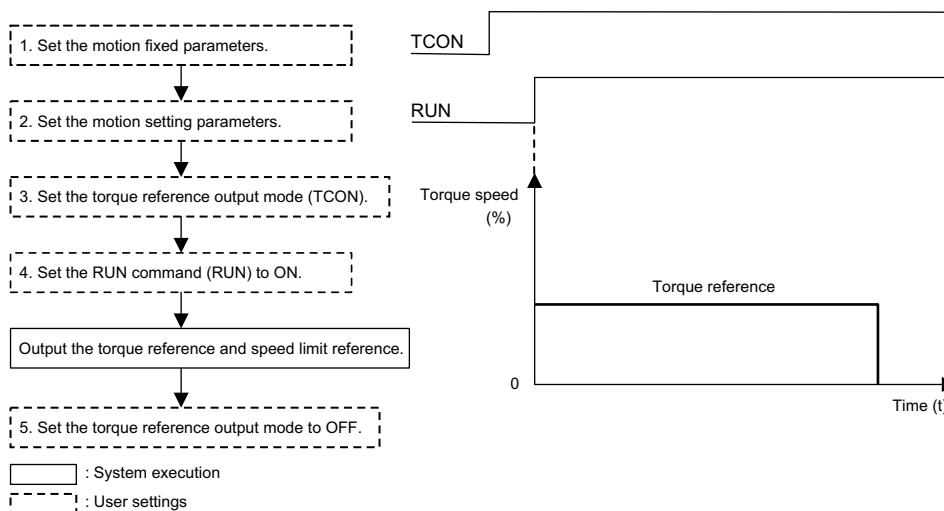 1. Set the motion fixed parameters.
2. Set the motion setting parameters.
3. Set the torque reference output mode (TCON).
4. Set the RUN command (RUN) to ON.
Output the torque reference and speed limit reference.
5. Set the torque reference output mode to OFF.
: System execution
: User settings
TCON
RUN
Torque speed
(%)
Torque reference
0
Time (t)